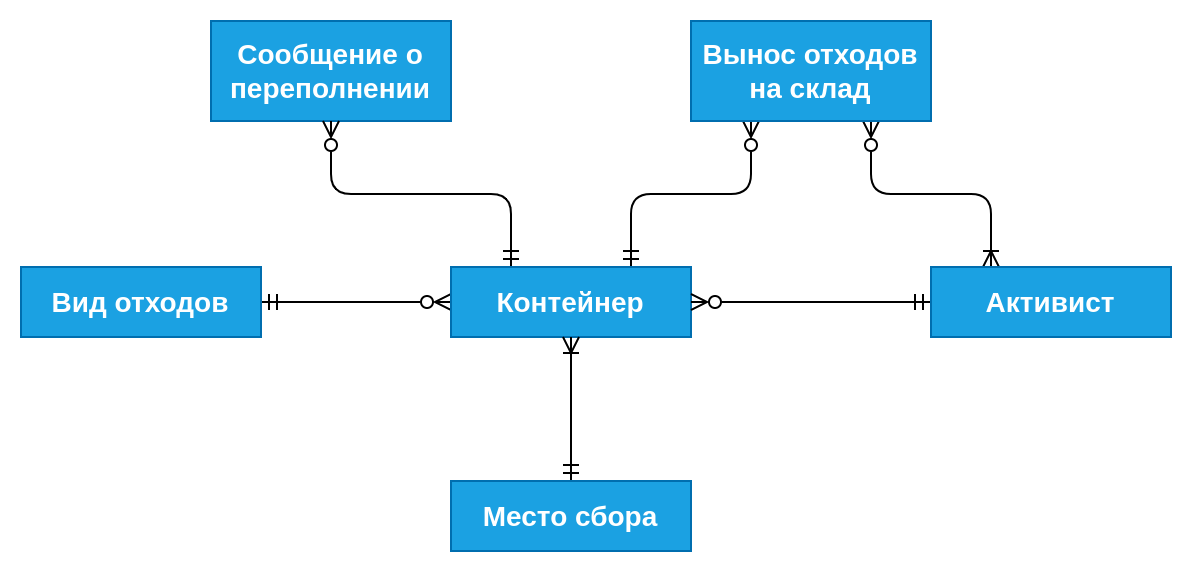 Сообщение о
переполнении
Вынос отходов
на склад
Вид отходов
Контейнер
Активист
Место сбора